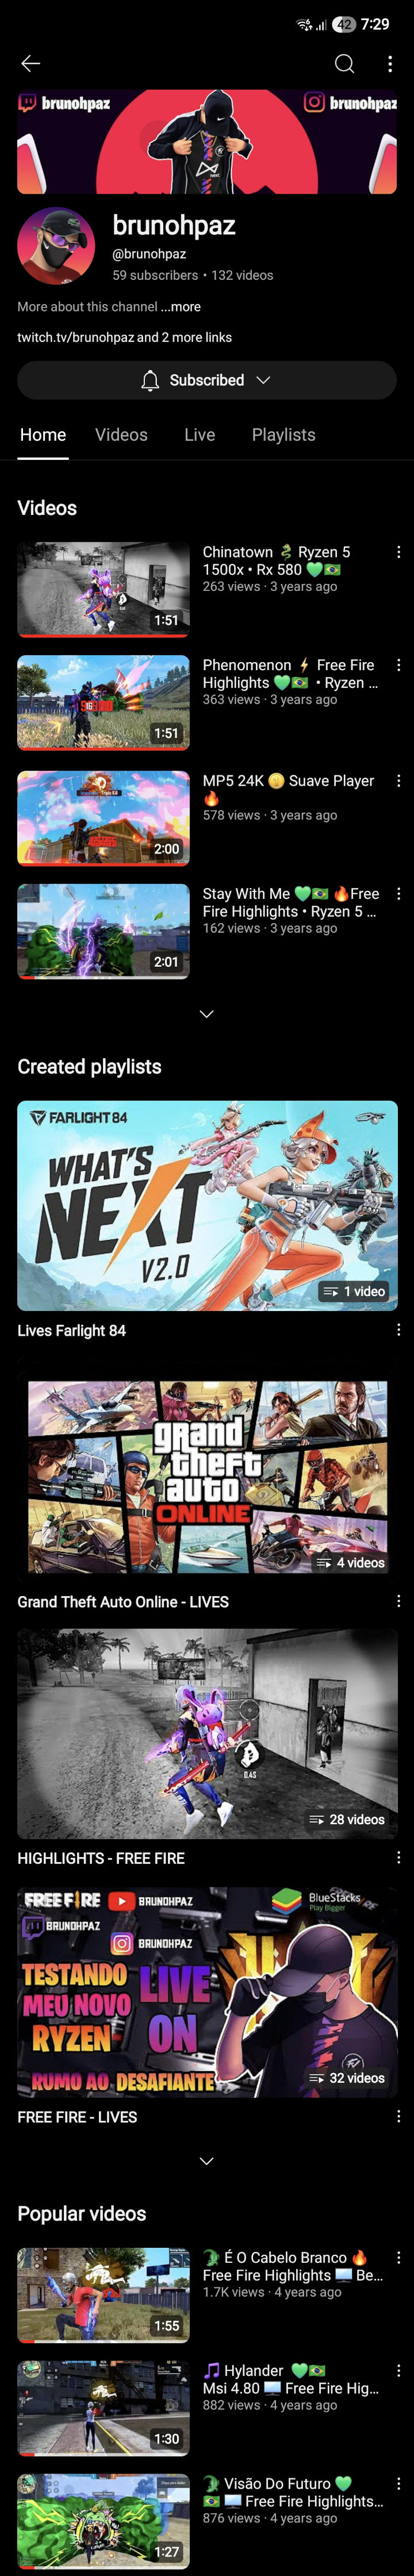 42 7:29
brunohpaz
brunohpaz
brunohpaz
@brunohpaz
59 subscribers • 132 videos
More about this channel ...more
twitch.tv/brunohpaz and 2 more links
Subscribed
Home Videos Live Playlists
Videos
Chinatown 🐉 Ryzen 5
1500x • Rx 580 💚🇧🇷
263 views · 3 years ago
1:51
Phenomenon ⚡ Free Fire
Highlights 💚🇧🇷 • Ryzen ...
363 views · 3 years ago
1:51
MP5 24K 🪙 Suave Player
🔥
578 views · 3 years ago
2:00
Stay With Me 💚🇧🇷 🔥Free
Fire Highlights • Ryzen 5 ...
162 views · 3 years ago
2:01
Created playlists
FARLIGHT 84
WHAT'S
NEXT
V2.0
1 video
Lives Farlight 84
grand
theft
auto
ONLINE
4 videos
Grand Theft Auto Online - LIVES
0.4S
28 videos
HIGHLIGHTS - FREE FIRE
FREE FIRE
BRUNOHPAZ
BlueStacks
Play Bigger
BRUNOHPAZ
BRUNOHPAZ
TESTANDO
MEU NOVO
RYZEN
LIVE
ON
RUMO AO DESAFIANTE
32 videos
FREE FIRE - LIVES
Popular videos
🐉 É O Cabelo Branco 🔥
Free Fire Highlights 🖥️ Be...
1.7K views · 4 years ago
1:55
🎵 Hylander 💚🇧🇷
Msi 4.80 🖥️ Free Fire Hig...
882 views · 4 years ago
1:30
🐉 Visão Do Futuro 💚
🇧🇷 🖥️ Free Fire Highlights...
876 views · 4 years ago
1:27